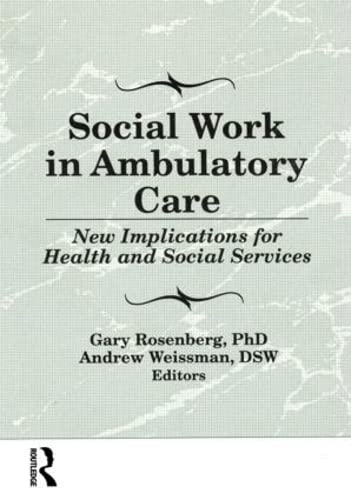 Social Work
in Ambulatory
Care
New Implications for
Health and Social Services
Gary Rosenberg, PhD
Andrew Weissman, DSW
Editors
ROUTLEDGE